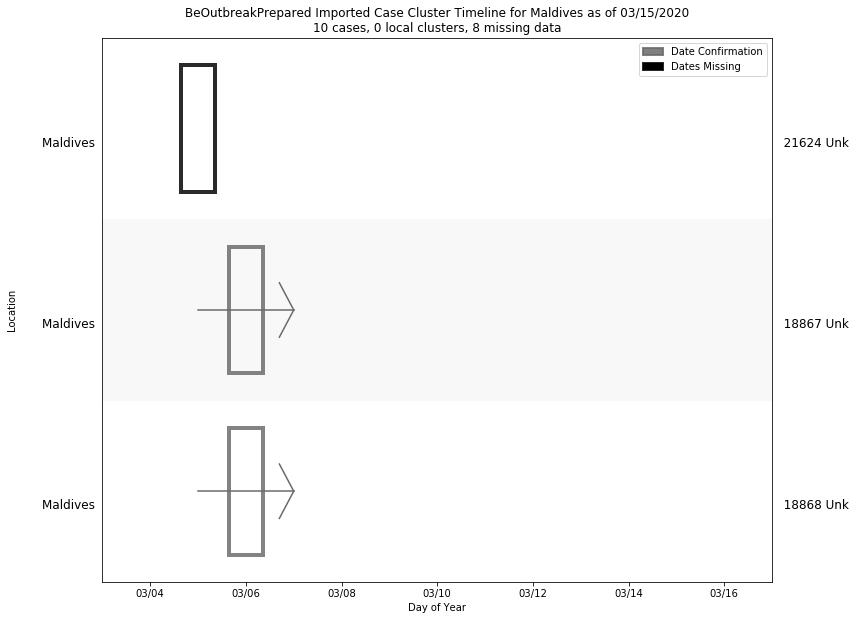 BeOutbreakPrepared Imported Case Cluster Timeline for Maldives as of 03/15/2020
10 cases, 0 local clusters, 8 missing data
Date Confirmation
Dates Missing
Maldives
21624 Unk
Location
Maldives
18867 Unk
Maldives
18868 Unk
03/04 03/06 03/08 03/10 03/12 03/14 03/16
Day of Year